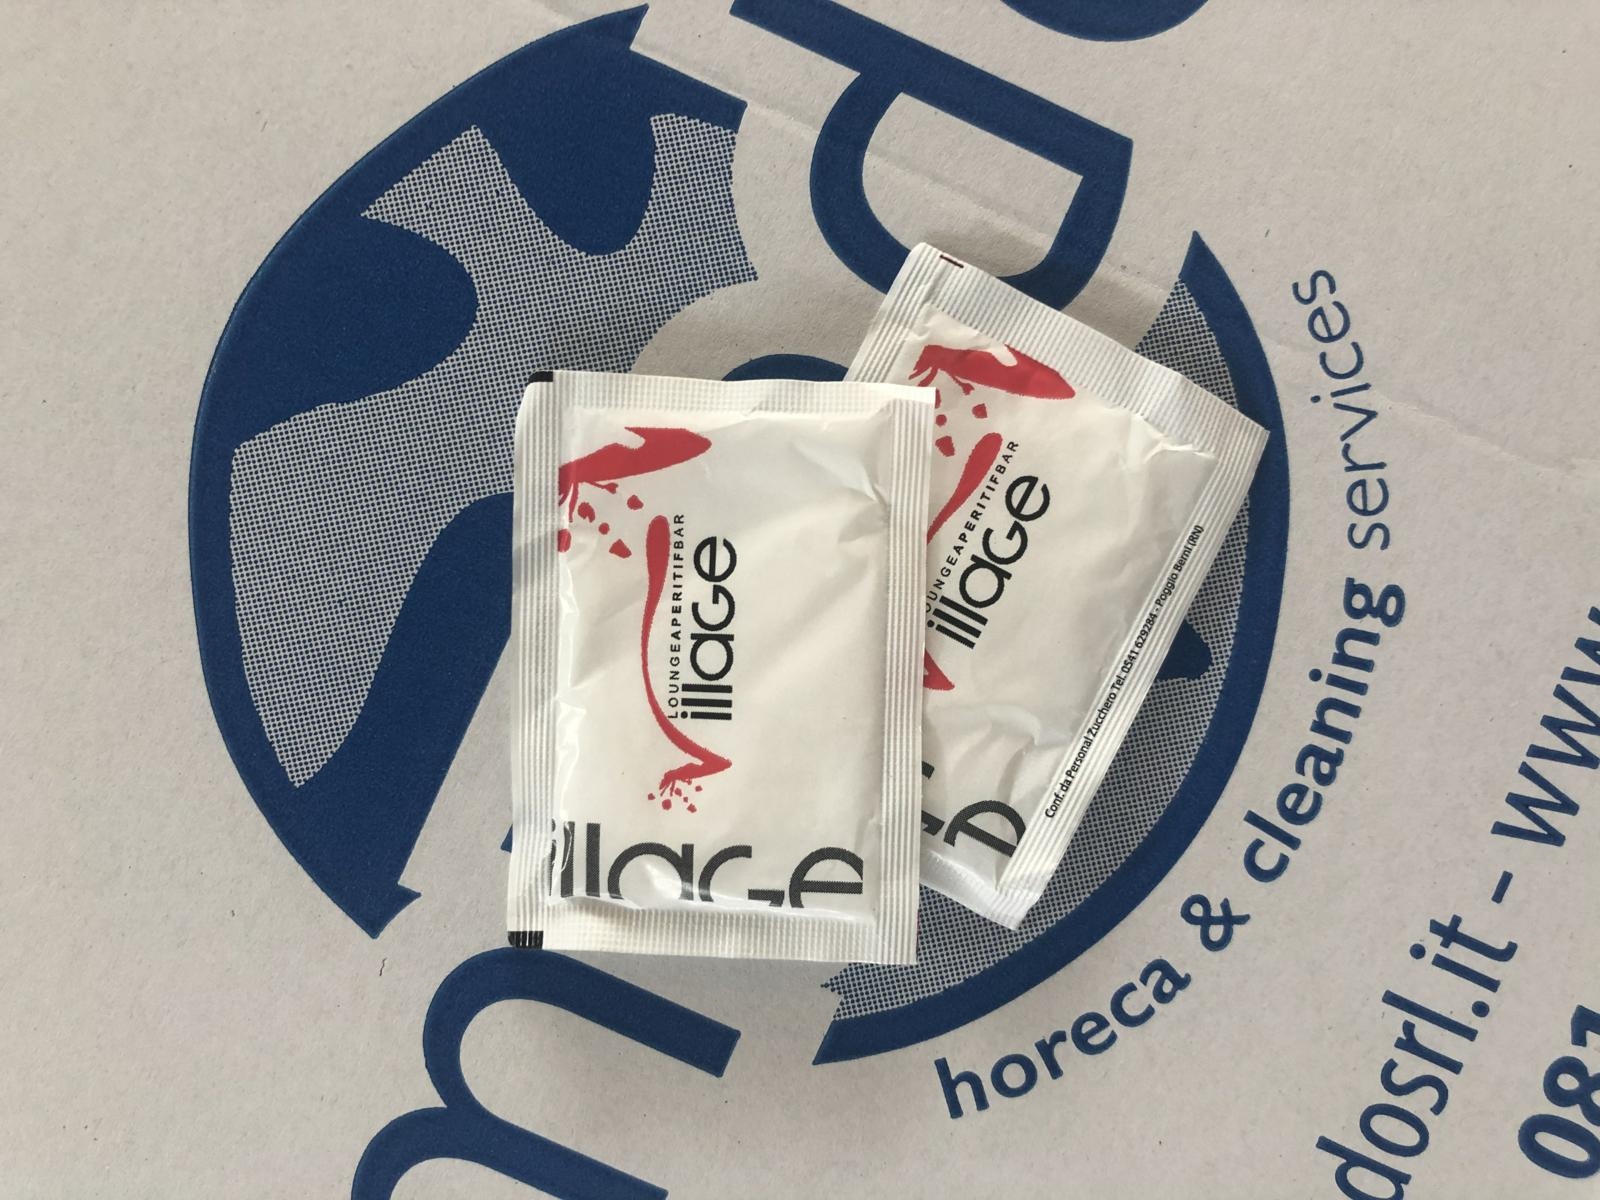 LOUNGEAPERITIFBAR
illaGe
illaGe
LOUNGEAPERITIFBAR
illaGe
Conf. da Personal Zucchero Tel. 0541 629284 - Poggio Berni (RN)
horeca & cleaning services
dosrl.it - www.
081